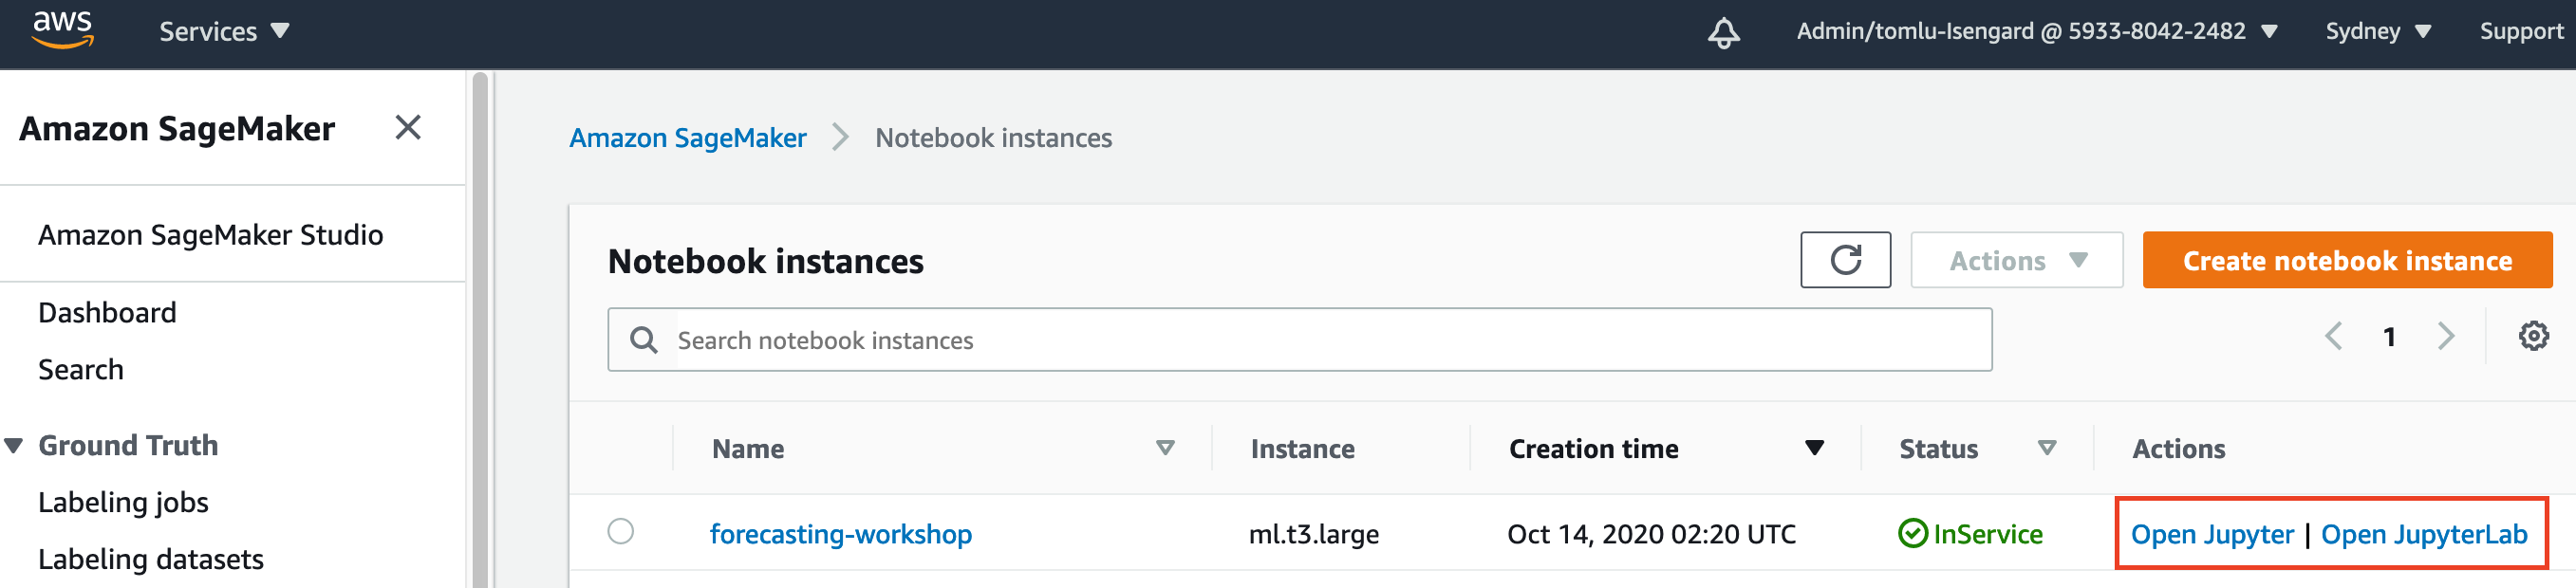 aws Services Admin/tomlu-Isengard @ 5933-8042-2482 Sydney Support
Amazon SageMaker
Amazon SageMaker Studio
Dashboard
Search
Ground Truth
Labeling jobs
Labeling datasets
Amazon SageMaker Notebook instances
Notebook instances Actions Create notebook instance
Search notebook instances 1
Name Instance Creation time Status Actions
forecasting-workshop ml.t3.large Oct 14, 2020 02:20 UTC InService Open Jupyter | Open JupyterLab